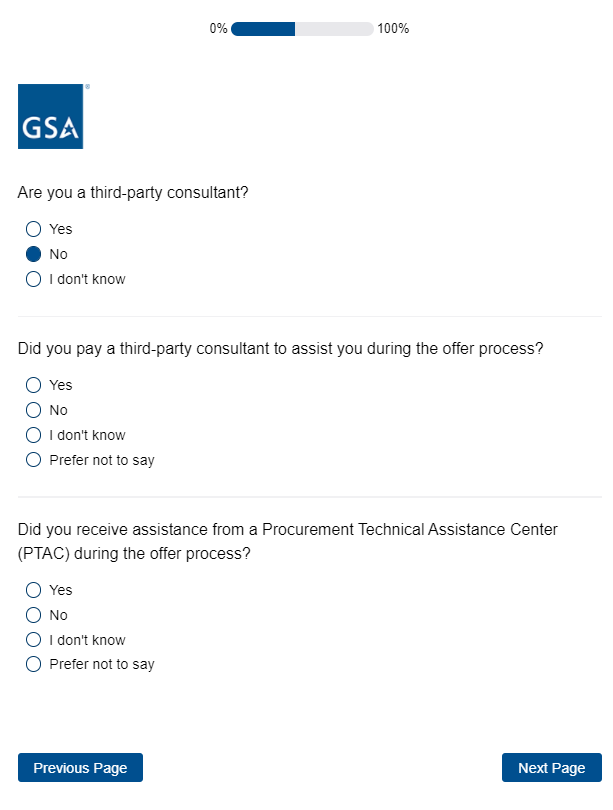 0% 100%
®
GSA
Are you a third-party consultant?
Yes
No
I don't know
Did you pay a third-party consultant to assist you during the offer process?
Yes
No
I don't know
Prefer not to say
Did you receive assistance from a Procurement Technical Assistance Center
(PTAC) during the offer process?
Yes
No
I don't know
Prefer not to say
Previous Page Next Page